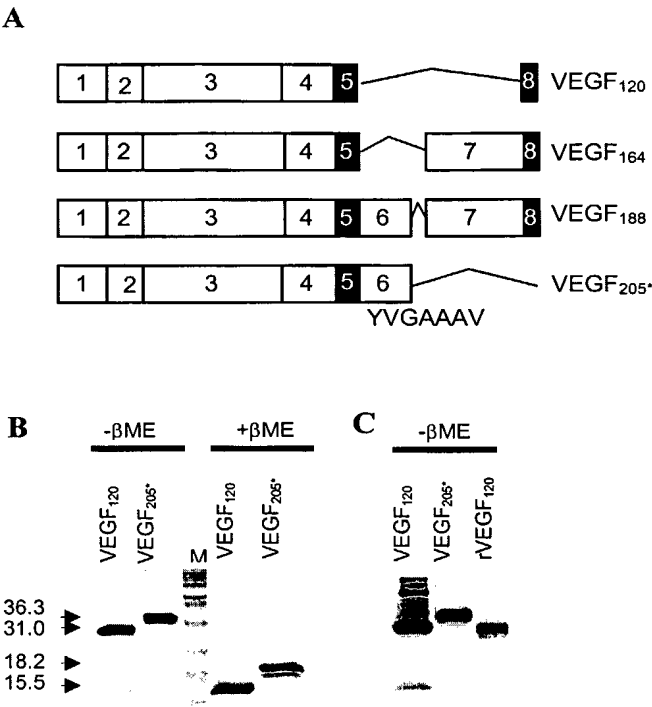 A
1 2 3 4 5 8 VEGF120
1 2 3 4 5 7 8 VEGF164
1 2 3 4 5 6 7 8 VEGF188
1 2 3 4 5 6 VEGF205*
YVGAAAV
B -βME +βME C -βME
VEGF120 VEGF205* M VEGF120 VEGF205* VEGF120 VEGF205* rVEGF120
36.3
31.0
18.2
15.5